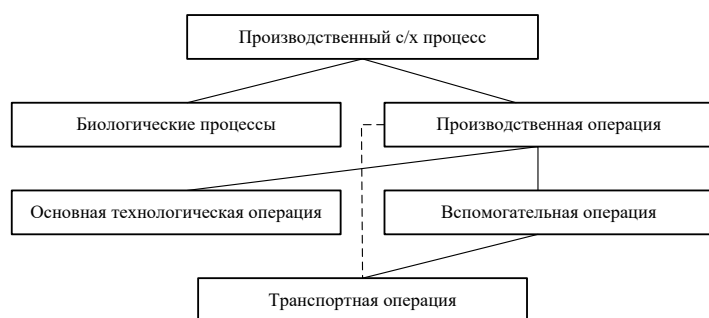 Производственный с/х процесс
Биологические процессы
Производственная операция
Основная технологическая операция
Вспомогательная операция
Транспортная операция